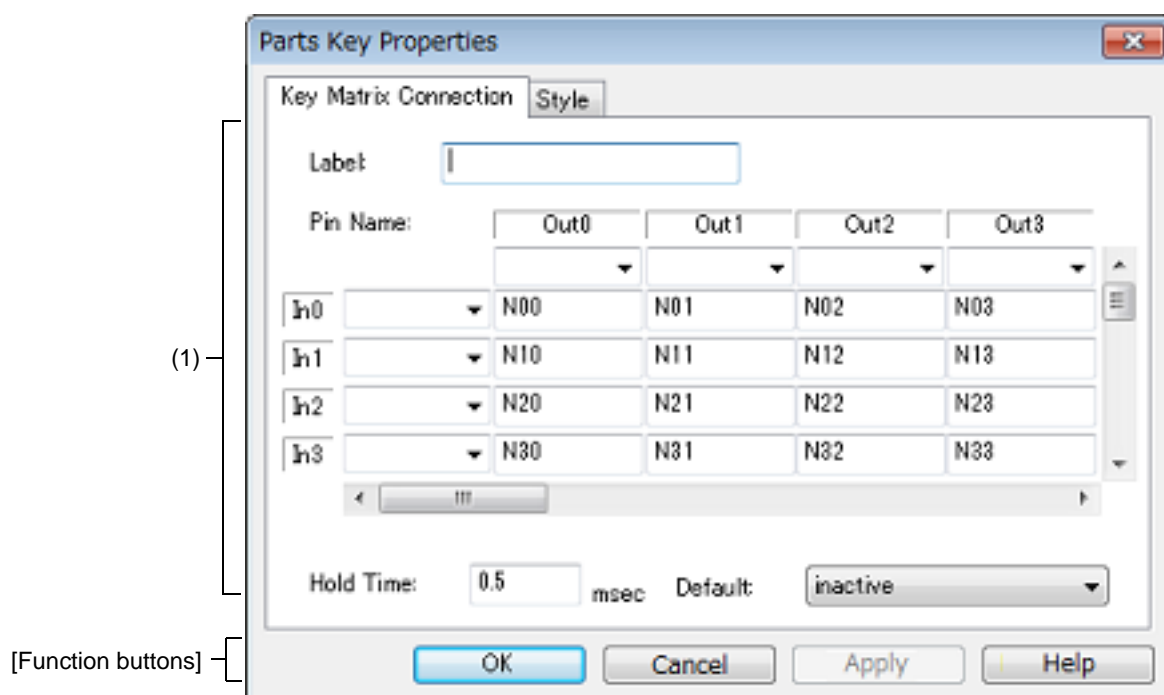 Parts Key Properties
Key Matrix Connection Style
Label:
Pin Name: Out0 Out1 Out2 Out3
In0 N00 N01 N02 N03
(1)
In1 N10 N11 N12 N13
In2 N20 N21 N22 N23
In3 N30 N31 N32 N33
Hold Time: 0.5 msec Default: inactive
[Function buttons]
OK Cancel Apply Help